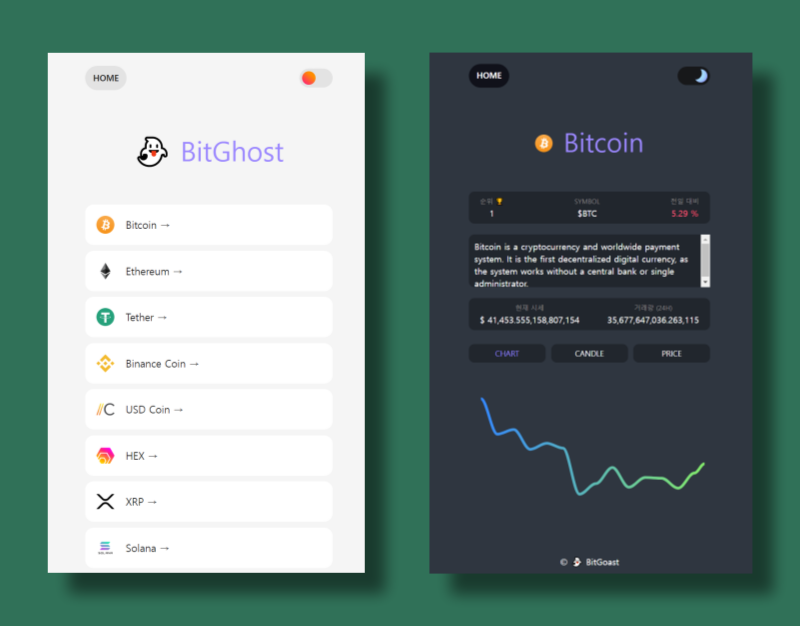 HOME
BitGhost
Bitcoin →
Ethereum →
Tether →
Binance Coin →
USD Coin →
HEX →
XRP →
Solana →
HOME
Bitcoin
순위 SYMBOL 전일 대비
1 $BTC 5.29 %
Bitcoin is a cryptocurrency and worldwide payment
system. It is the first decentralized digital currency, as
the system works without a central bank or single
administrator.
현재 시세 거래량 (24H)
$ 41,453.555,158,807,154 35,677,647,036.263,115
CHART CANDLE PRICE
© BitGoast